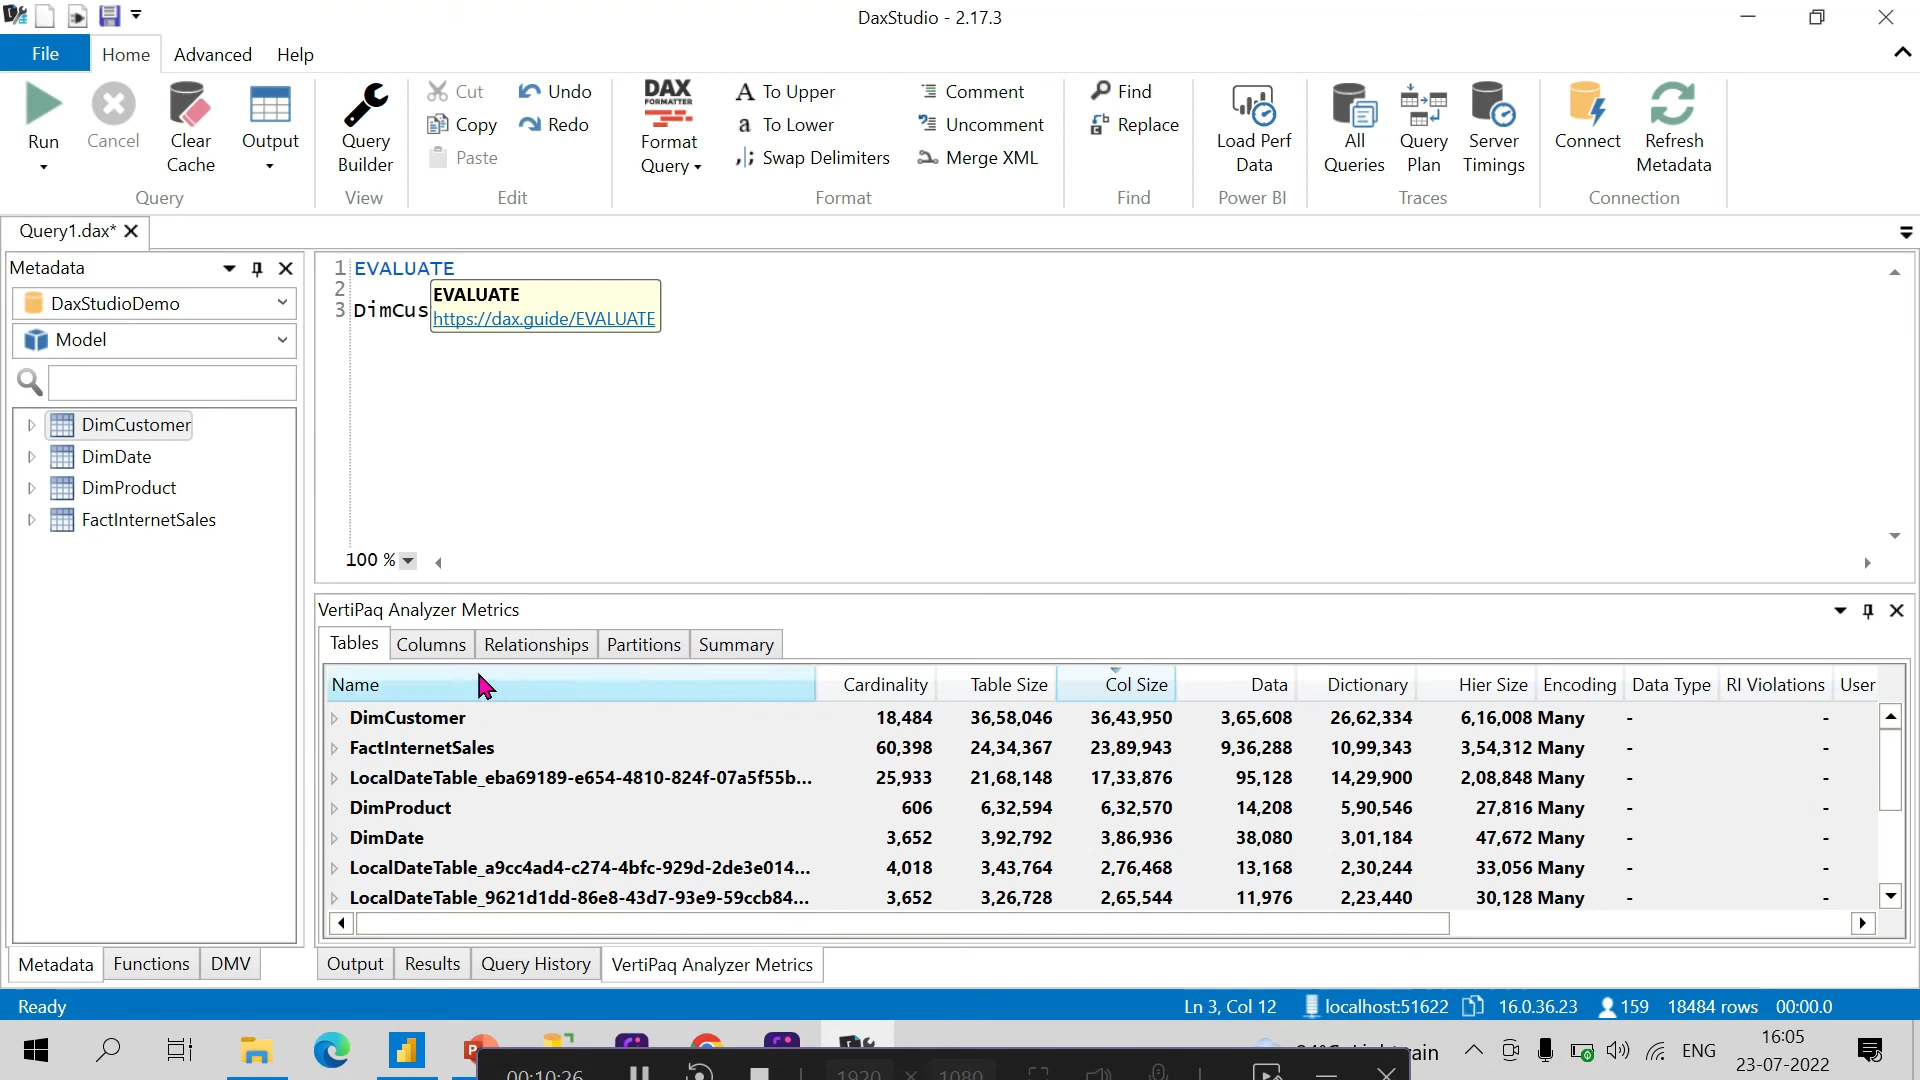 DaxStudio - 2.17.3
File
Home
Advanced
Help
Run
Cancel
Clear
Cache
Output
Query
Query
Builder
View
Cut
Copy
Paste
Undo
Redo
Edit
DAX
FORMATTER
Format
Query
To Upper
To Lower
Swap Delimiters
Comment
Uncomment
Merge XML
Format
Find
Replace
Find
Load Perf
Data
Power BI
All
Queries
Query
Plan
Server
Timings
Traces
Connect
Refresh
Metadata
Connection
Query1.dax*
Metadata
DaxStudioDemo
Model
DimCustomer
DimDate
DimProduct
FactInternetSales
1 EVALUATE
2
3 DimCus
EVALUATE
https://dax.guide/EVALUATE
100 %
VertiPaq Analyzer Metrics
Tables Columns Relationships Partitions Summary
Name Cardinality Table Size Col Size Data Dictionary Hier Size Encoding Data Type RI Violations User
DimCustomer 18,484 36,58,046 36,43,950 3,65,608 26,62,334 6,16,008 Many - -
FactInternetSales 60,398 24,34,367 23,89,943 9,36,288 10,99,343 3,54,312 Many - -
LocalDateTable_eba69189-e654-4810-824f-07a5f55b... 25,933 21,68,148 17,33,876 95,128 14,29,900 2,08,848 Many - -
DimProduct 606 6,32,594 6,32,570 14,208 5,90,546 27,816 Many - -
DimDate 3,652 3,92,792 3,86,936 38,080 3,01,184 47,672 Many - -
LocalDateTable_a9cc4ad4-c274-4bfc-929d-2de3e014... 4,018 3,43,764 2,76,468 13,168 2,30,244 33,056 Many - -
LocalDateTable_9621d1dd-86e8-43d7-93e9-59ccb84... 3,652 3,26,728 2,65,544 11,976 2,23,440 30,128 Many - -
Metadata Functions DMV
Output Results Query History VertiPaq Analyzer Metrics
Ready
Ln 3, Col 12 localhost:51622 16.0.36.23 159 18484 rows 00:00.0
00:10:26
1920 × 1080
ENG
16:05
23-07-2022